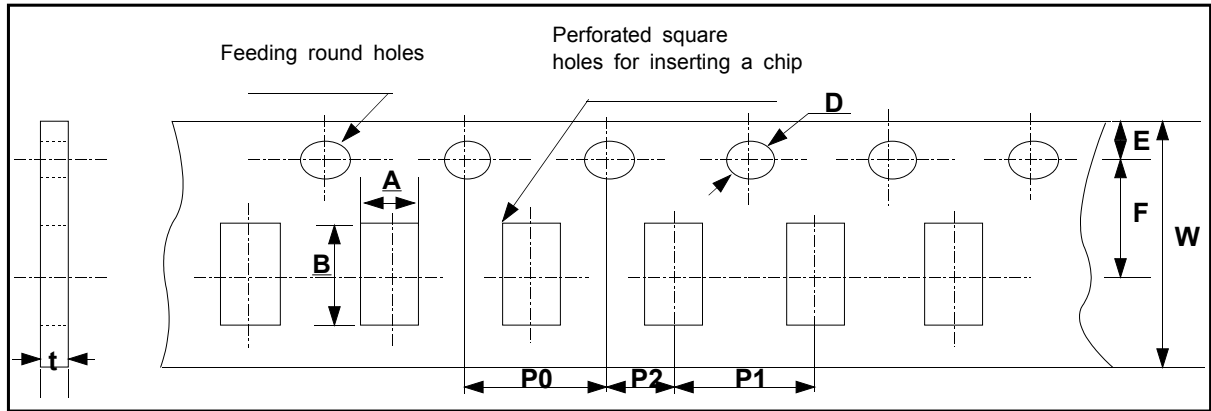 Feeding round holes
Perforated square
holes for inserting a chip
D
E
A
F
W
B
t
P0
P2
P1